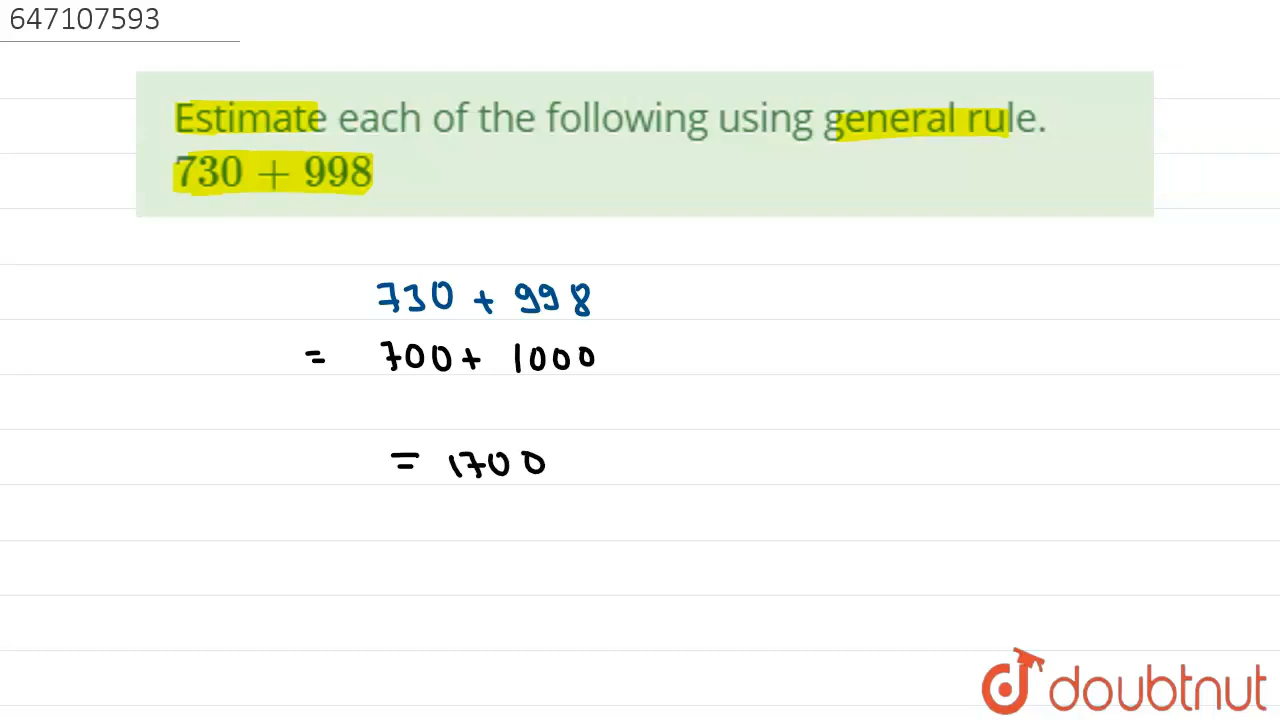 647107593
Estimate each of the following using general rule.
730 + 998
730 + 998
= 700 + 1000
= 1700
doubtnut